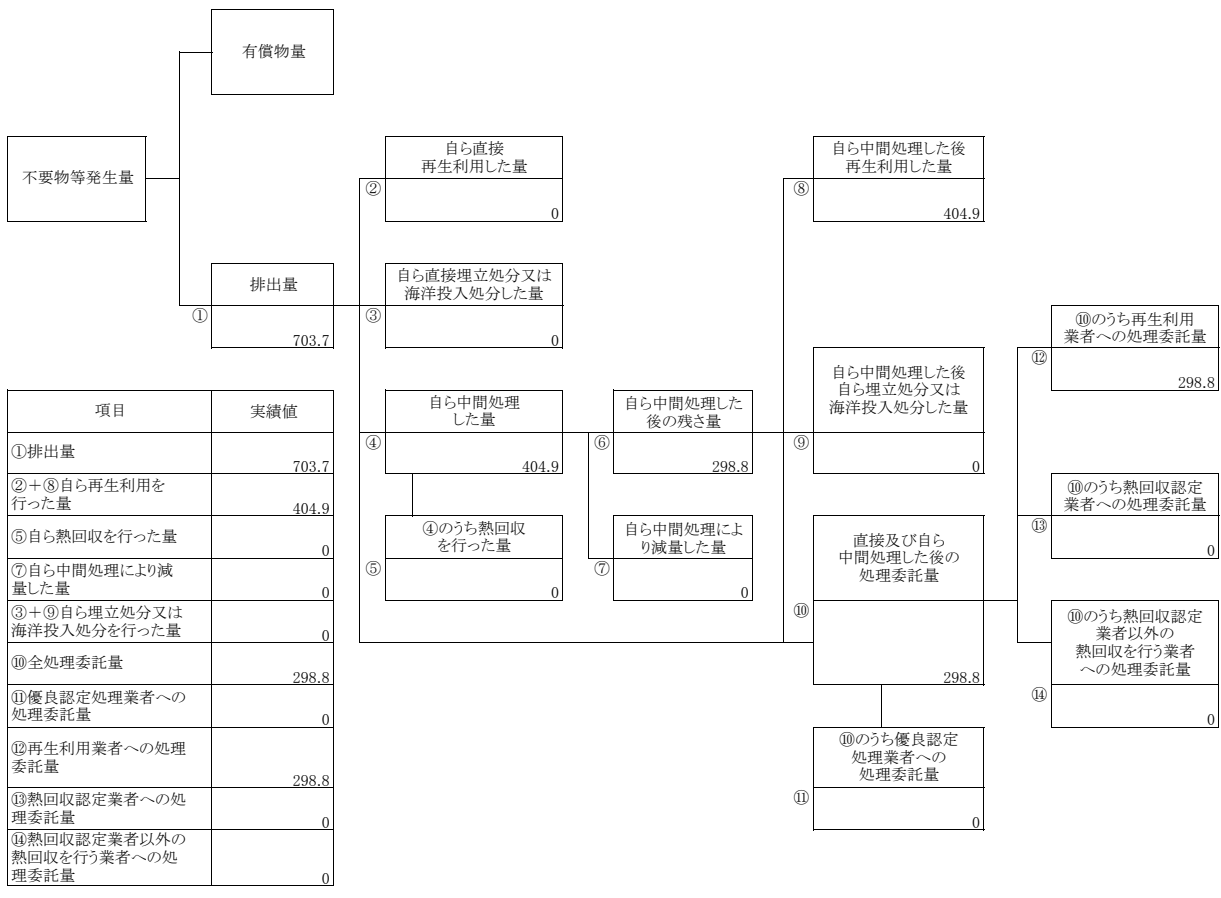 有償物量
不要物等発生量
排出量
①
703.7
自ら直接
再生利用した量
②
0
自ら直接埋立処分又は
海洋投入処分した量
③
0
自ら中間処理
した量
④
404.9
④のうち熱回収
を行った量
⑤
0
自ら中間処理した
後の残さ量
⑥
298.8
自ら中間処理によ
り減量した量
⑦
0
自ら中間処理した後
再生利用した量
⑧
404.9
自ら中間処理した後
自ら埋立処分又は
海洋投入処分した量
⑨
0
直接及び自ら
中間処理した後の
処理委託量
⑩
298.8
⑩のうち優良認定
処理業者への
処理委託量
⑪
0
⑩のうち再生利用
業者への処理委託量
⑫
298.8
⑩のうち熱回収認定
業者への処理委託量
⑬
0
⑩のうち熱回収認定
業者以外の
熱回収を行う業者
への処理委託量
⑭
0
項目 実績値
①排出量
703.7
②＋⑧自ら再生利用を
行った量
404.9
⑤自ら熱回収を行った量
0
⑦自ら中間処理により減
量した量
0
③＋⑨自ら埋立処分又は
海洋投入処分を行った量
0
⑩全処理委託量
298.8
⑪優良認定処理業者への
処理委託量
0
⑫再生利用業者への処理
委託量
298.8
⑬熱回収認定業者への処
理委託量
0
⑭熱回収認定業者以外の
熱回収を行う業者への処
理委託量
0